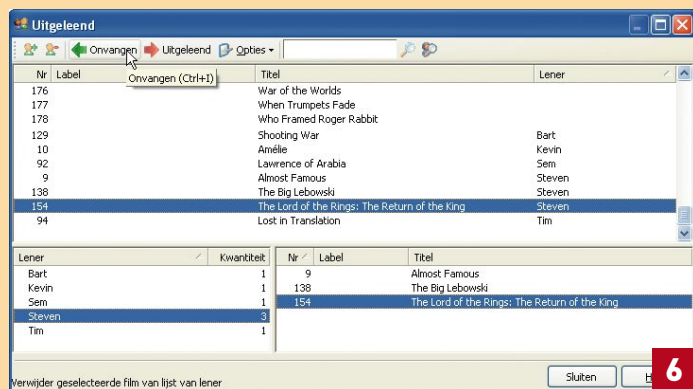 Uitgeleend
Onvangen Uitgeleend Opties
Nr Label Titel Lener
Onvangen (Ctrl+I)
176 War of the Worlds
177 When Trumpets Fade
178 Who Framed Roger Rabbit
129 Shooting War Bart
10 Amélie Kevin
92 Lawrence of Arabia Sem
9 Almost Famous Steven
138 The Big Lebowski Steven
154 The Lord of the Rings: The Return of the King Steven
94 Lost in Translation Tim
Lener Kwantiteit
Bart 1
Kevin 1
Sem 1
Steven 3
Tim 1
Nr Label Titel
9 Almost Famous
138 The Big Lebowski
154 The Lord of the Rings: The Return of the King
Verwijder geselecteerde film van lijst van lener
Sluiten
6